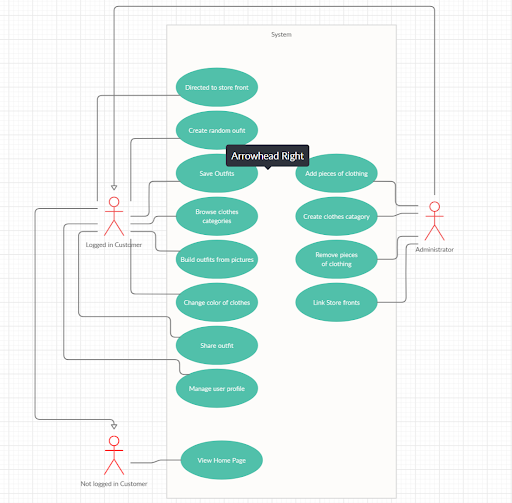 System
Directed to store front
Create random oufit
Arrowhead Right
Save Outfits
Add pieces of clothing
Browse clothes
categories
Create clothes catagory
Logged in Customer
Administrator
Build outfits from pictures
Remove pieces
of clothing
Change color of clothes
Link Store fronts
Share outfit
Manage user profile
View Home Page
Not logged in Customer